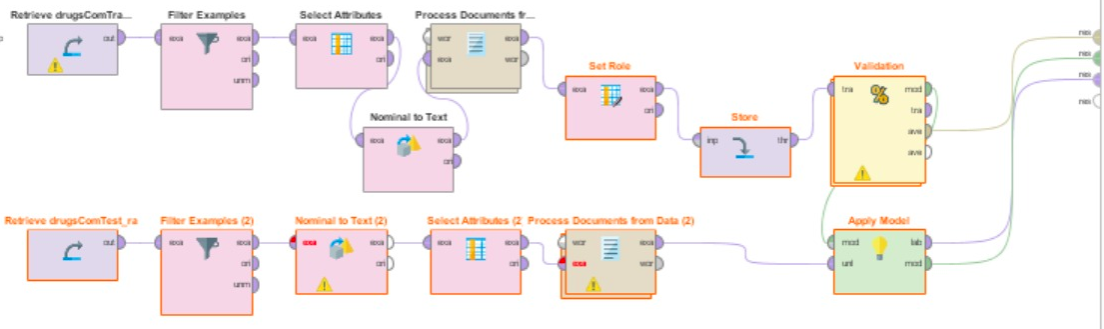 Retrieve drugsComTra...
out
Filter Examples
exa
exa
ori
unm
Select Attributes
exa
exa
ori
Process Documents fr...
wor
exa
exa
wor
Nominal to Text
exa
exa
ori
Set Role
exa
exa
ori
Store
inp
thr
Validation
tra
mod
tra
ave
ave
res
res
res
res
Retrieve drugsComTest_ra
out
Filter Examples (2)
exa
exa
ori
unm
Nominal to Text (2)
exa
exa
ori
Select Attributes (2
exa
exa
ori
Process Documents from Data (2)
wor
exa
exa
wor
Apply Model
mod
unl
lab
mod